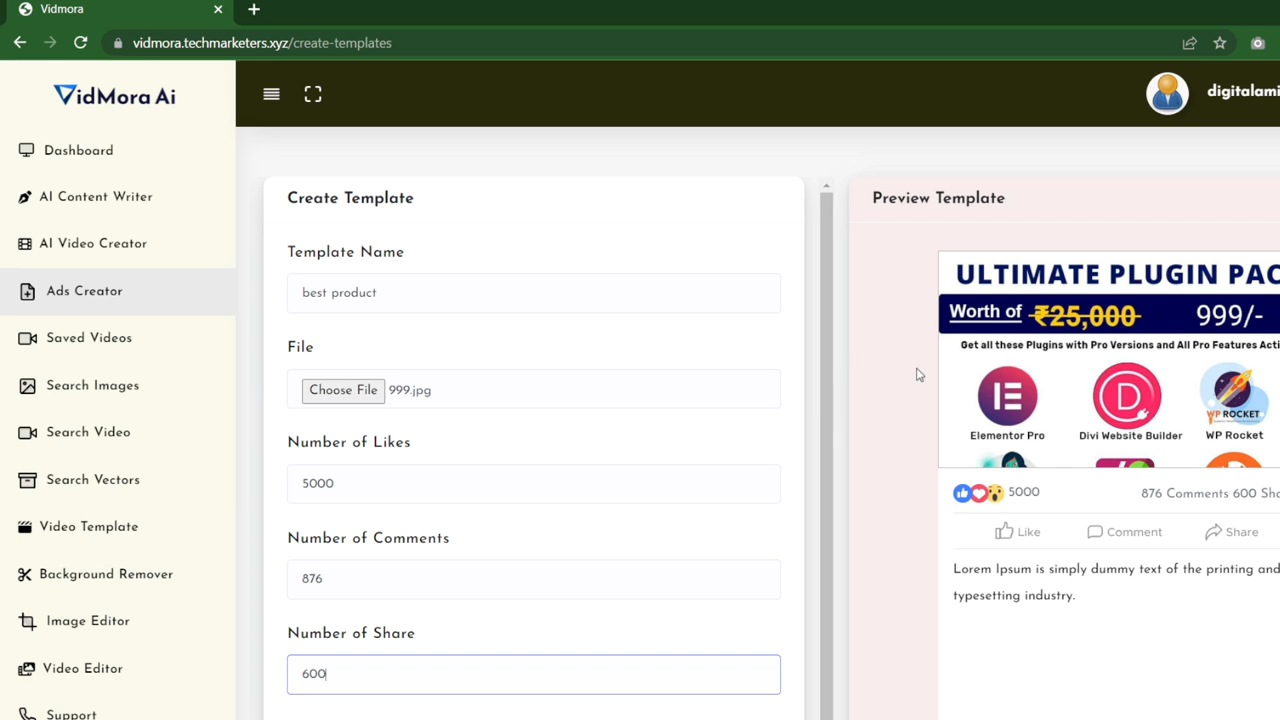 Vidmora
vidmora.techmarketers.xyz/create-templates
VidMora Ai
digitalami
Dashboard
AI Content Writer
AI Video Creator
Ads Creator
Saved Videos
Search Images
Search Video
Search Vectors
Video Template
Background Remover
Image Editor
Video Editor
Support
Create Template
Template Name
best product
File
Choose File 999.jpg
Number of Likes
5000
Number of Comments
876
Number of Share
600
Preview Template
ULTIMATE PLUGIN PAC
Worth of ₹25,000 999/-
Get all these Plugins with Pro Versions and All Pro Features Acti
Elementor Pro Divi Website Builder WP Rocket
WP ROCKET
5000 876 Comments 600 Sha
Like Comment Share
Lorem Ipsum is simply dummy text of the printing and
typesetting industry.